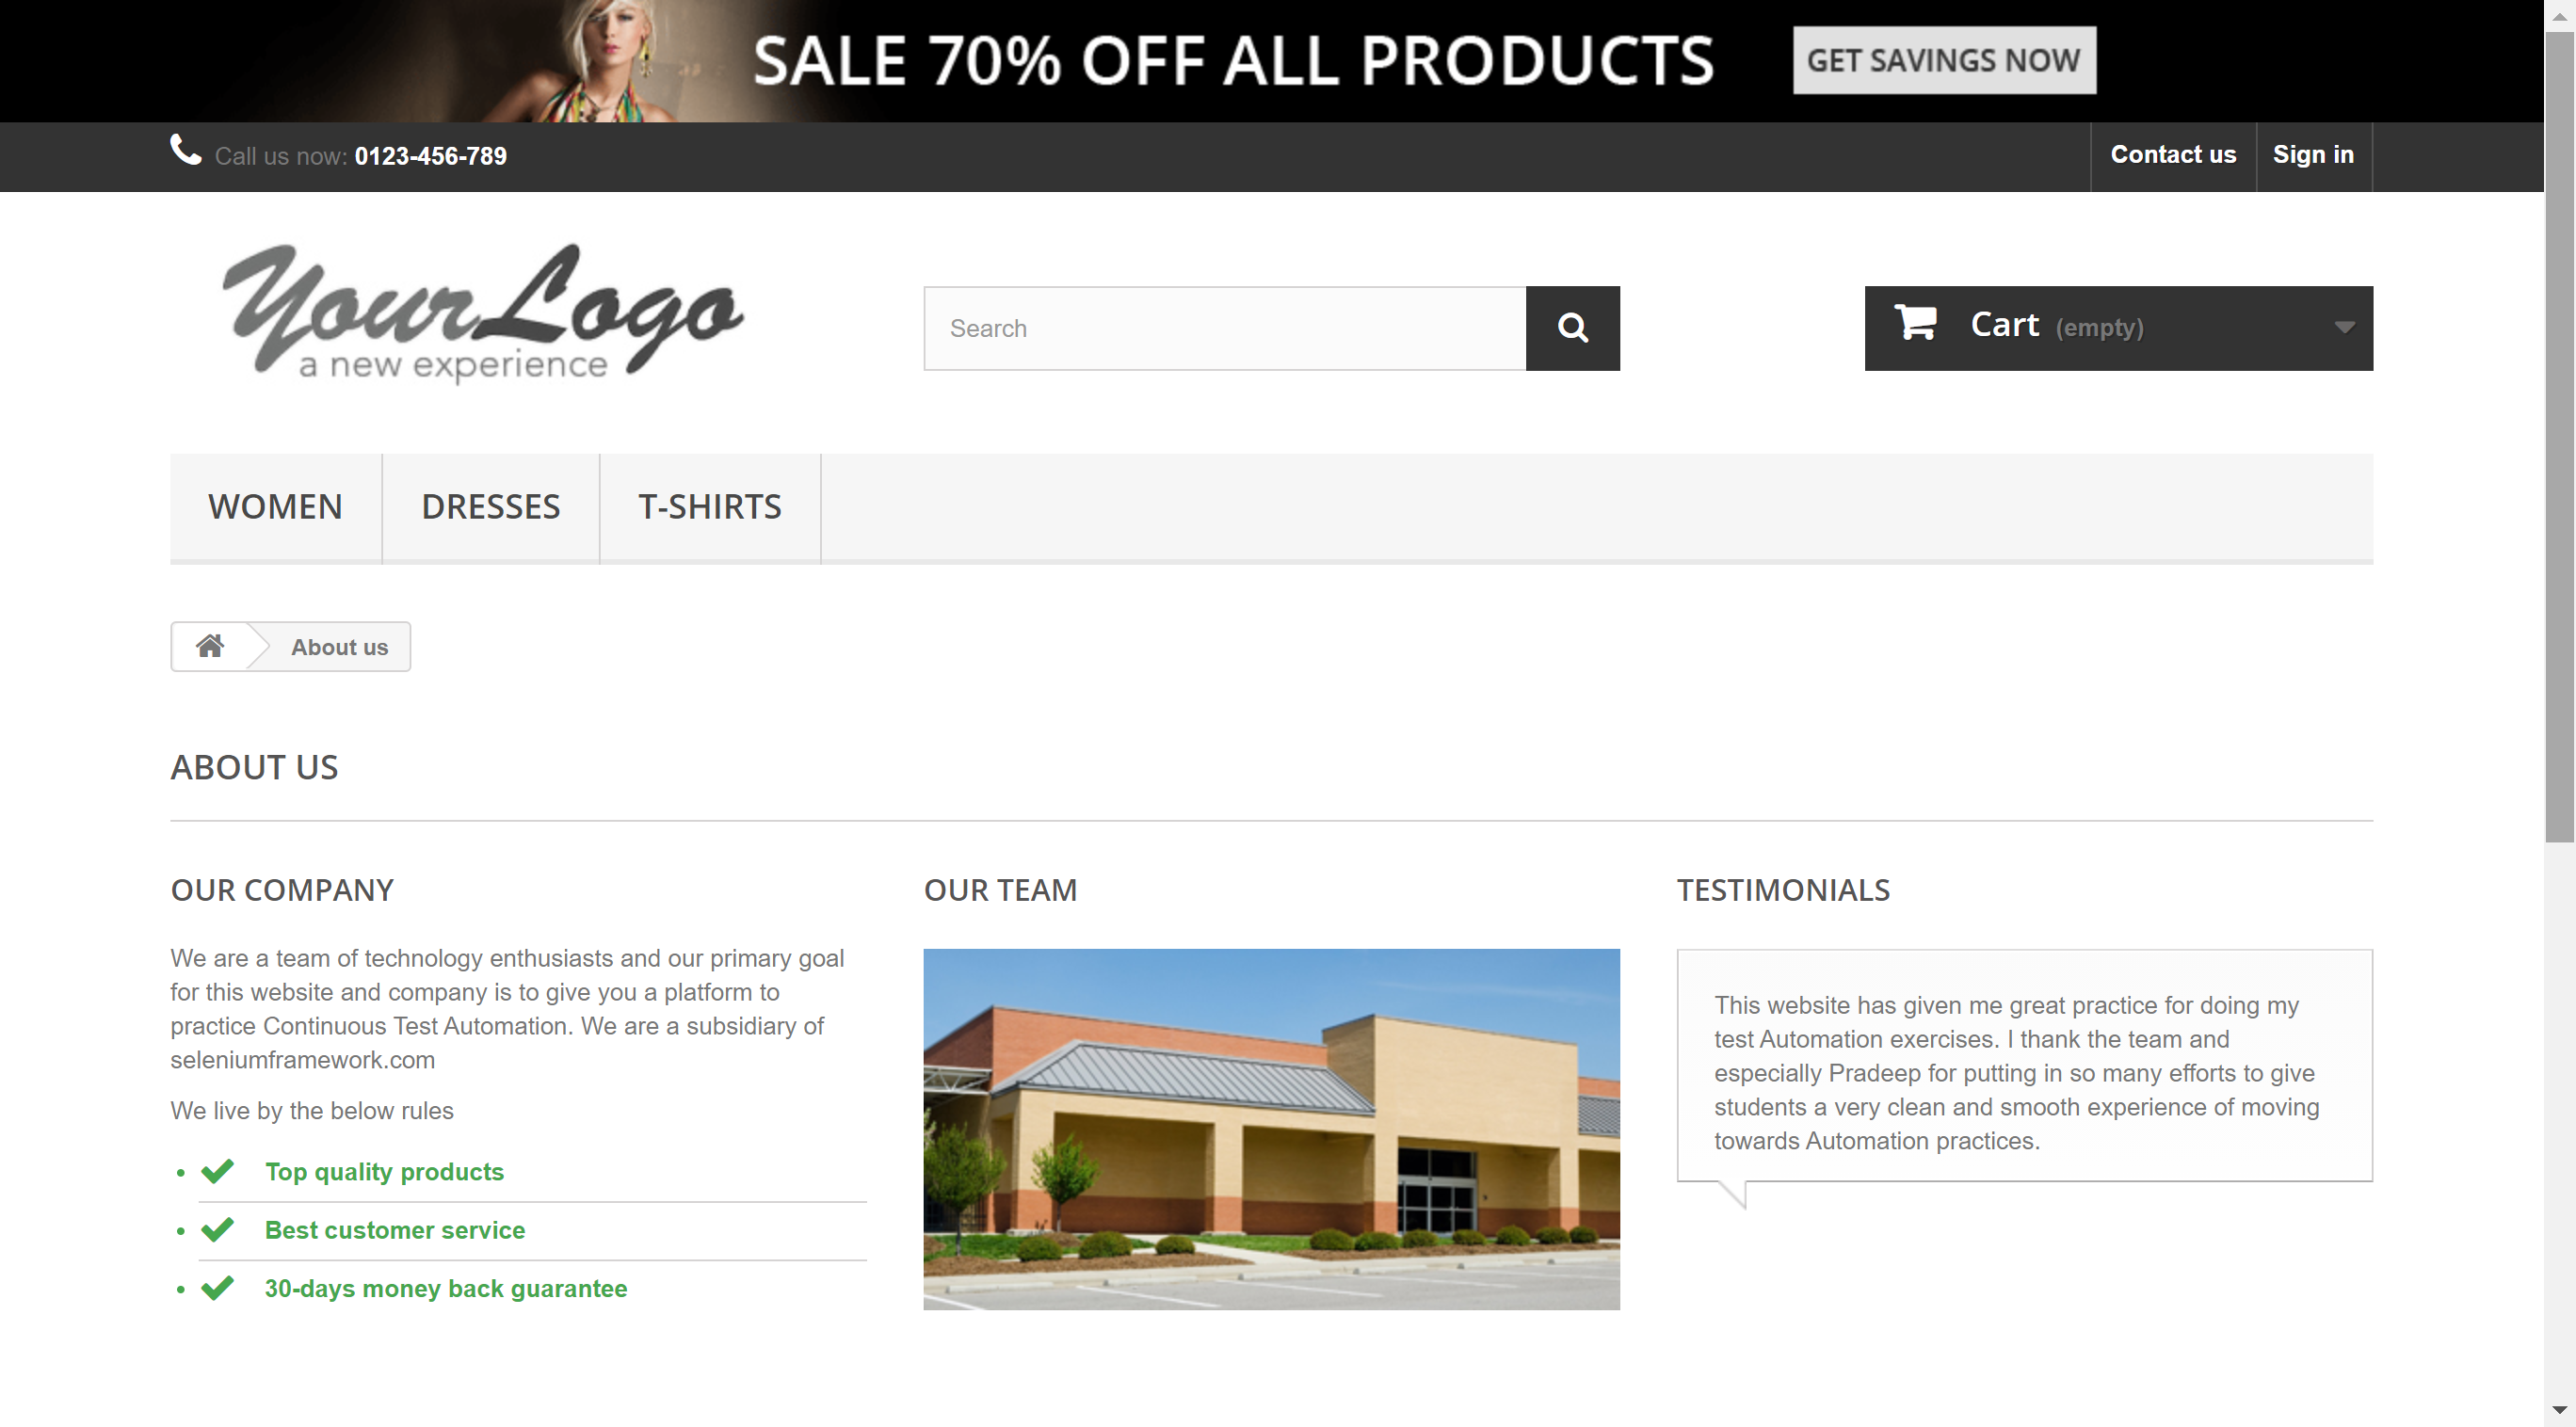 SALE 70% OFF ALL PRODUCTS
GET SAVINGS NOW
Call us now: 0123-456-789
Contact us
Sign in
Your Logo
a new experience
Search
Cart (empty)
WOMEN
DRESSES
T-SHIRTS
About us
ABOUT US
OUR COMPANY
We are a team of technology enthusiasts and our primary goal
for this website and company is to give you a platform to
practice Continuous Test Automation. We are a subsidiary of
seleniumframework.com
We live by the below rules
Top quality products
Best customer service
30-days money back guarantee
OUR TEAM
TESTIMONIALS
This website has given me great practice for doing my
test Automation exercises. I thank the team and
especially Pradeep for putting in so many efforts to give
students a very clean and smooth experience of moving
towards Automation practices.